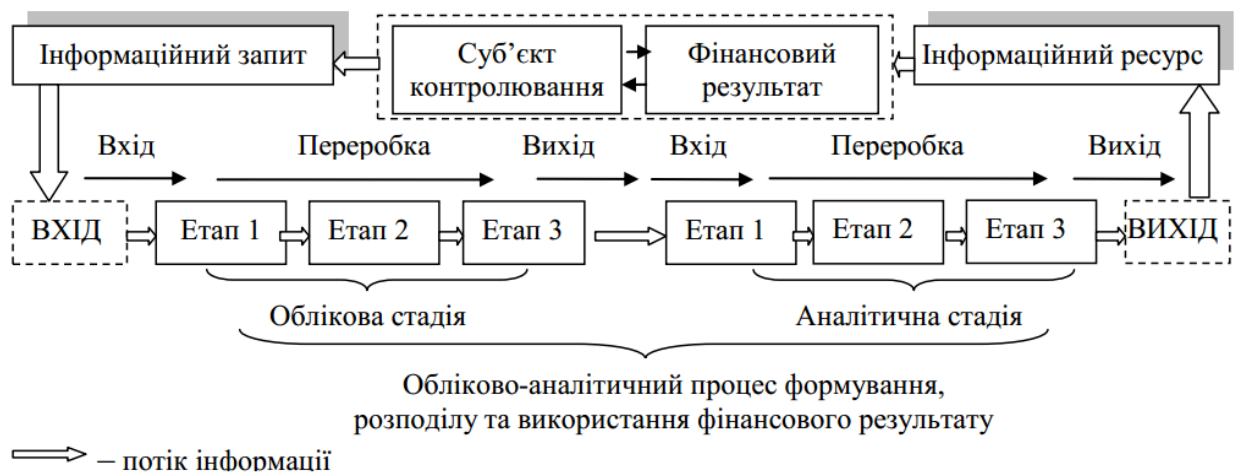 Інформаційний запит
Суб’єкт
контролювання
Фінансовий
результат
Інформаційний ресурс
Вхід
Переробка
Вихід
Вхід
Переробка
Вихід
ВХІД
Етап 1
Етап 2
Етап 3
Етап 1
Етап 2
Етап 3
ВИХІД
Облікова стадія
Аналітична стадія
Обліково-аналітичний процес формування,
розподілу та використання фінансового результату
– потік інформації